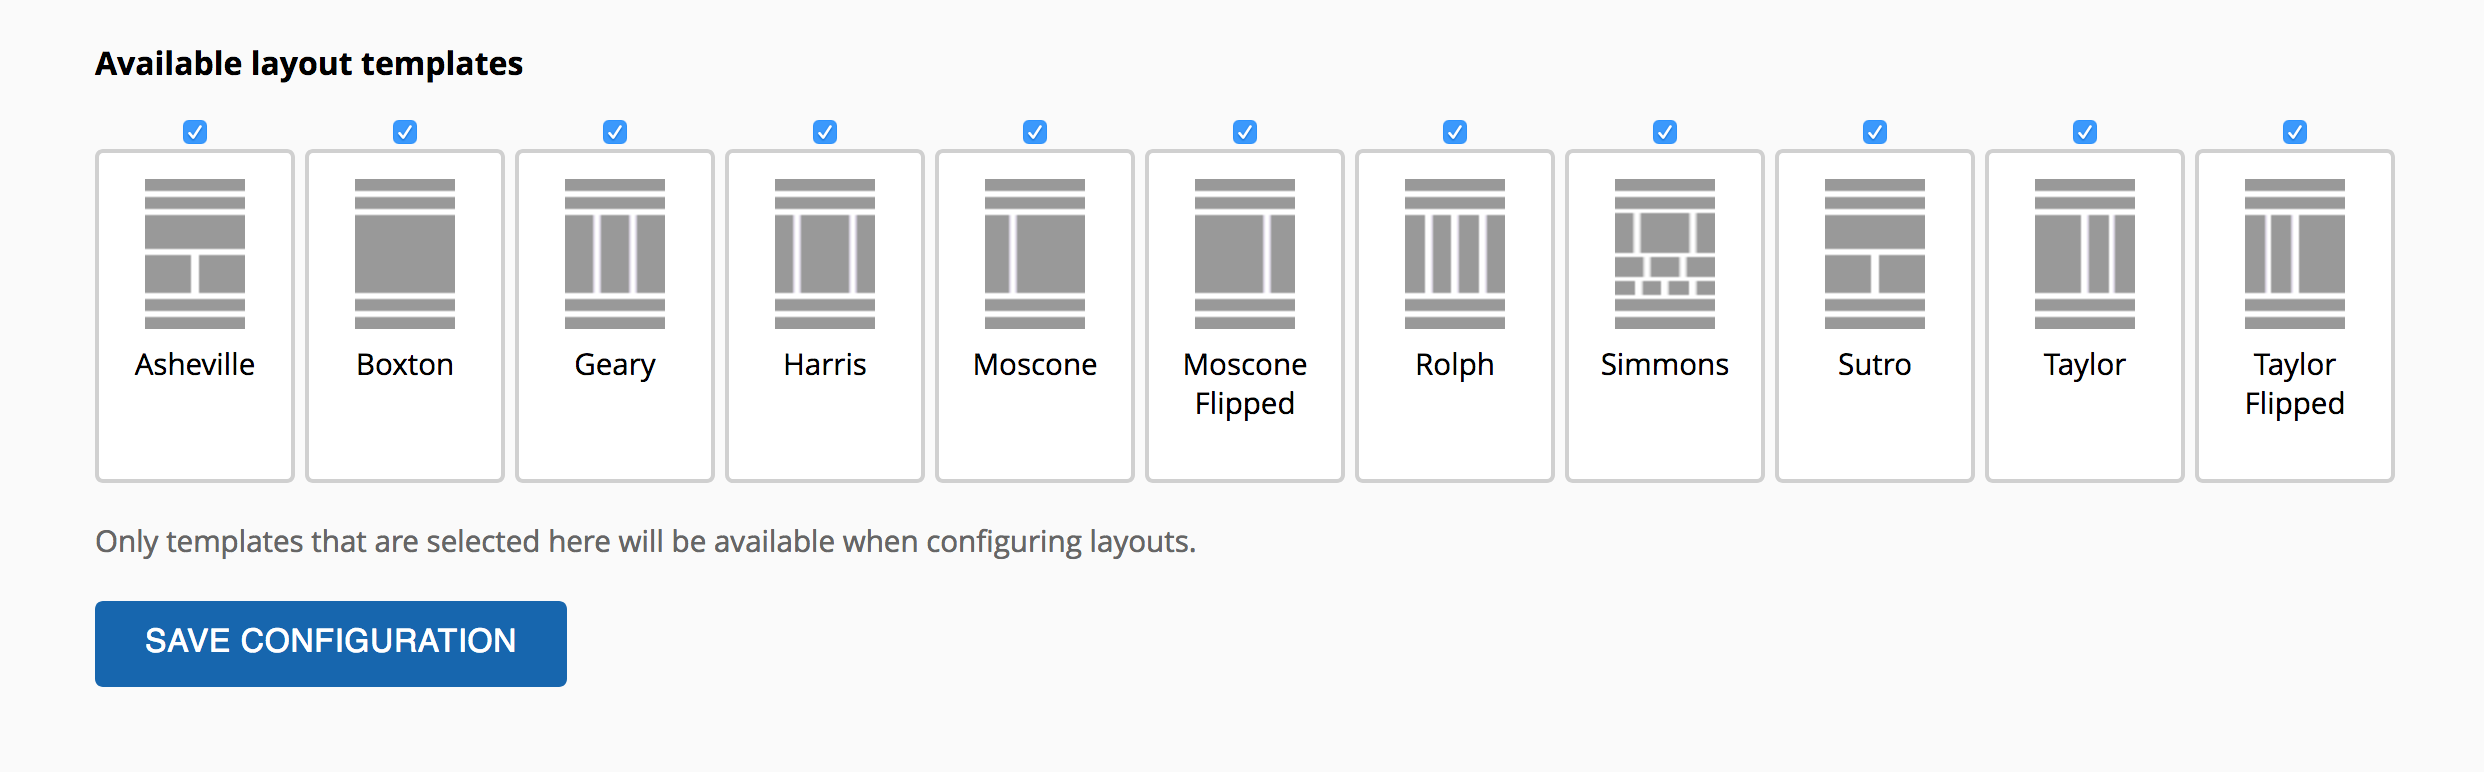 Available layout templates
Asheville
Boxton
Geary
Harris
Moscone
Moscone
Flipped
Rolph
Simmons
Sutro
Taylor
Taylor
Flipped
Only templates that are selected here will be available when configuring layouts.
SAVE CONFIGURATION